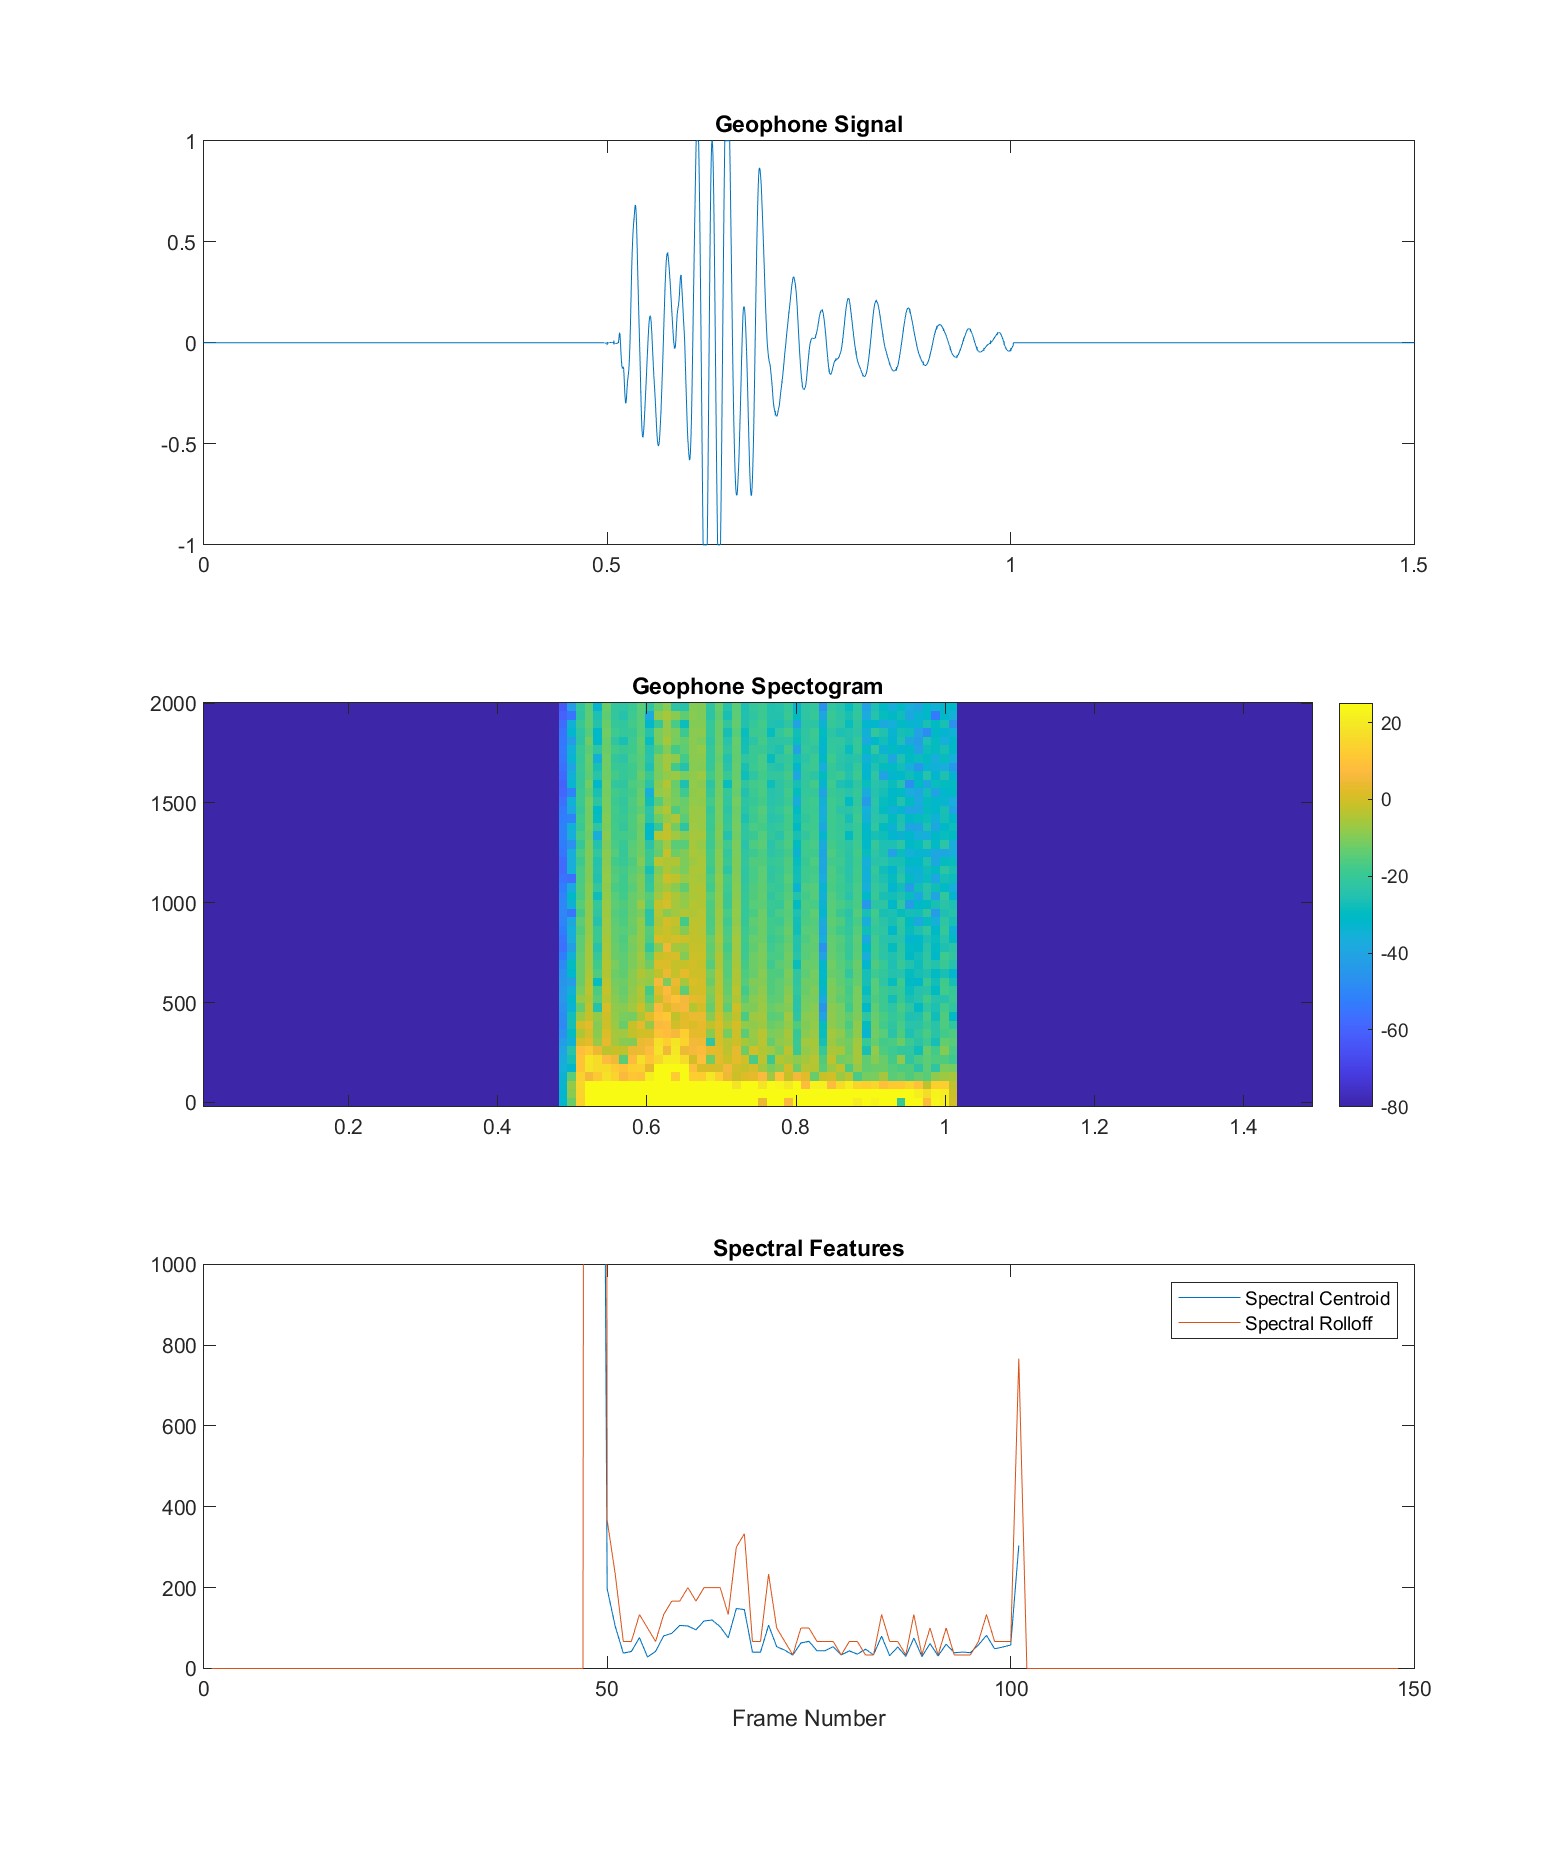 Geophone Signal
1
0.5
0
-0.5
-1
0 0.5 1 1.5
Geophone Spectogram
2000
1500
1000
500
0
0.2 0.4 0.6 0.8 1 1.2 1.4
20
0
-20
-40
-60
-80
Spectral Features
1000
800
600
400
200
0
Spectral Centroid
Spectral Rolloff
0 50 100 150
Frame Number